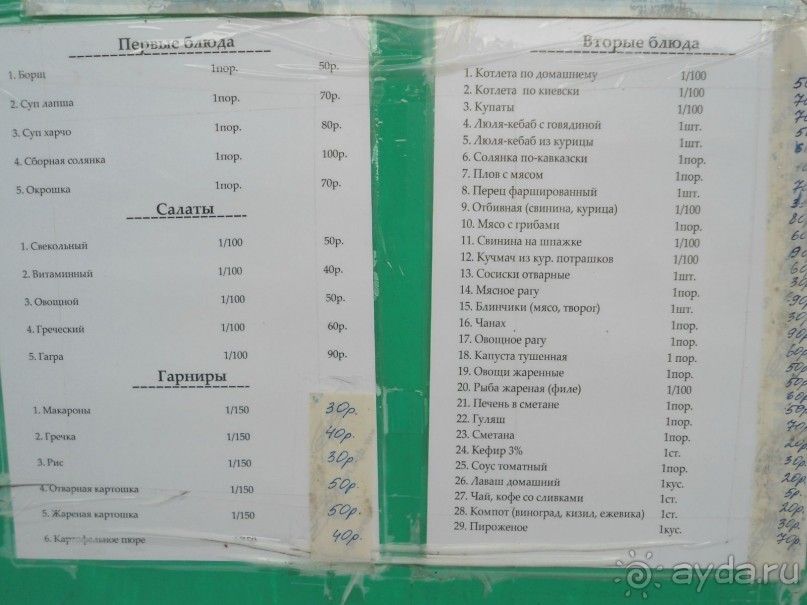 Первые блюда
1. Борщ 1пор. 50р.
2. Суп лапша 1пор. 70р.
3. Суп харчо 1пор. 80р.
4. Сборная солянка 1пор. 100р.
5. Окрошка 1пор. 70р.
Салаты
1. Свекольный 1/100 50р.
2. Витаминный 1/100 40р.
3. Овощной 1/100 50р.
4. Греческий 1/100 60р.
5. Гагра 1/100 90р.
Гарниры
1. Макароны 1/150 30р.
2. Гречка 1/150 40р.
3. Рис 1/150 30р.
4. Отварная картошка 1/150 50р.
5. Жареная картошка 1/150 50р.
6. Картофельное пюре 1/150 40р.
Вторые блюда
1. Котлета по домашнему 1/100
2. Котлета по киевски 1/100
3. Купаты 1/100
4. Люля-кебаб с говядиной 1шт.
5. Люля-кебаб из курицы 1шт.
6. Солянка по-кавказски 1пор.
7. Плов с мясом 1пор.
8. Перец фаршированный 1шт.
9. Отбивная (свинина, курица) 1/100
10. Мясо с грибами 1пор.
11. Свинина на шпажке 1/100
12. Кучмач из кур. потрашков 1/100
13. Сосиски отварные 1шт.
14. Мясное рагу 1пор.
15. Блинчики (мясо, творог) 1шт.
16. Чанах 1пор.
17. Овощное рагу 1пор.
18. Капуста тушенная 1 пор.
19. Овощи жаренные 1пор.
20. Рыба жареная (филе) 1/100
21. Печень в сметане 1пор.
22. Гуляш 1пор.
23. Сметана 1пор.
24. Кефир 3% 1ст.
25. Соус томатный 1пор.
26. Лаваш домашний 1кус.
27. Чай, кофе со сливками 1ст. 5р.
28. Компот (виноград, кизил, ежевика) 1ст. 20р.
29. Пироженое 1кус.
ayda.ru